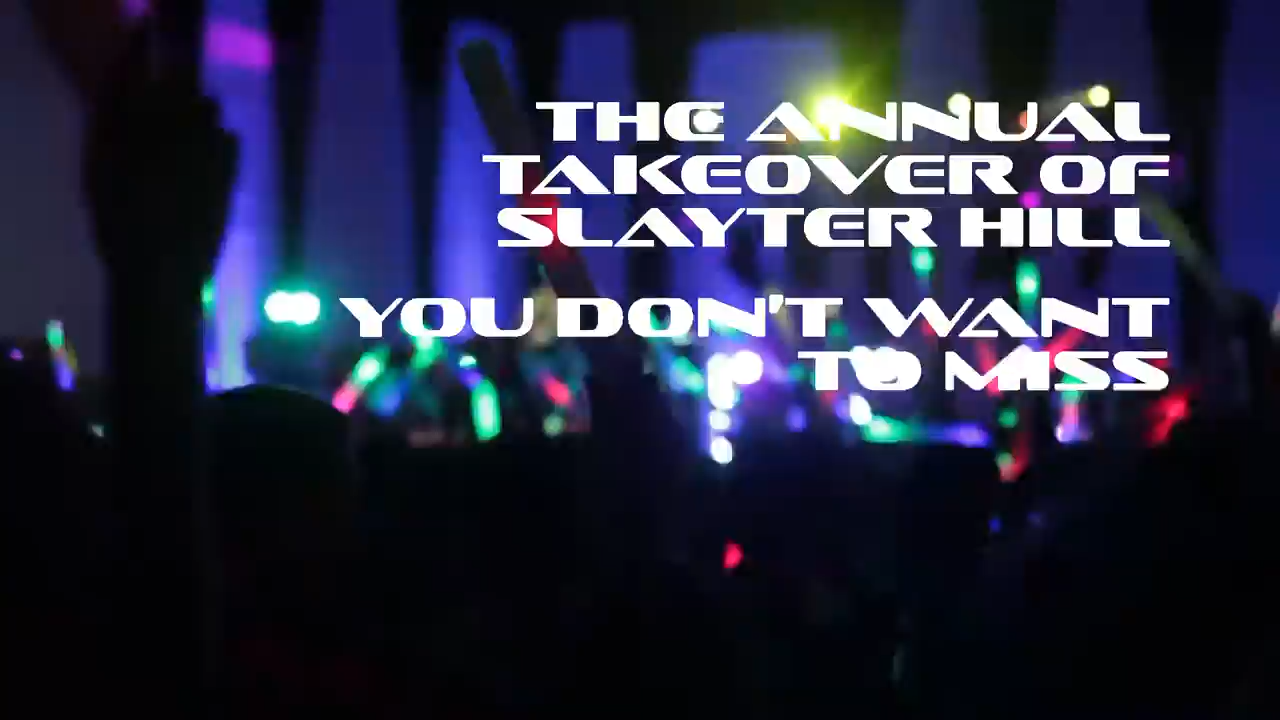 THE ANNUAL
TAKEOVER OF
SLAYTER HILL
YOU DON'T WANT
TO MISS